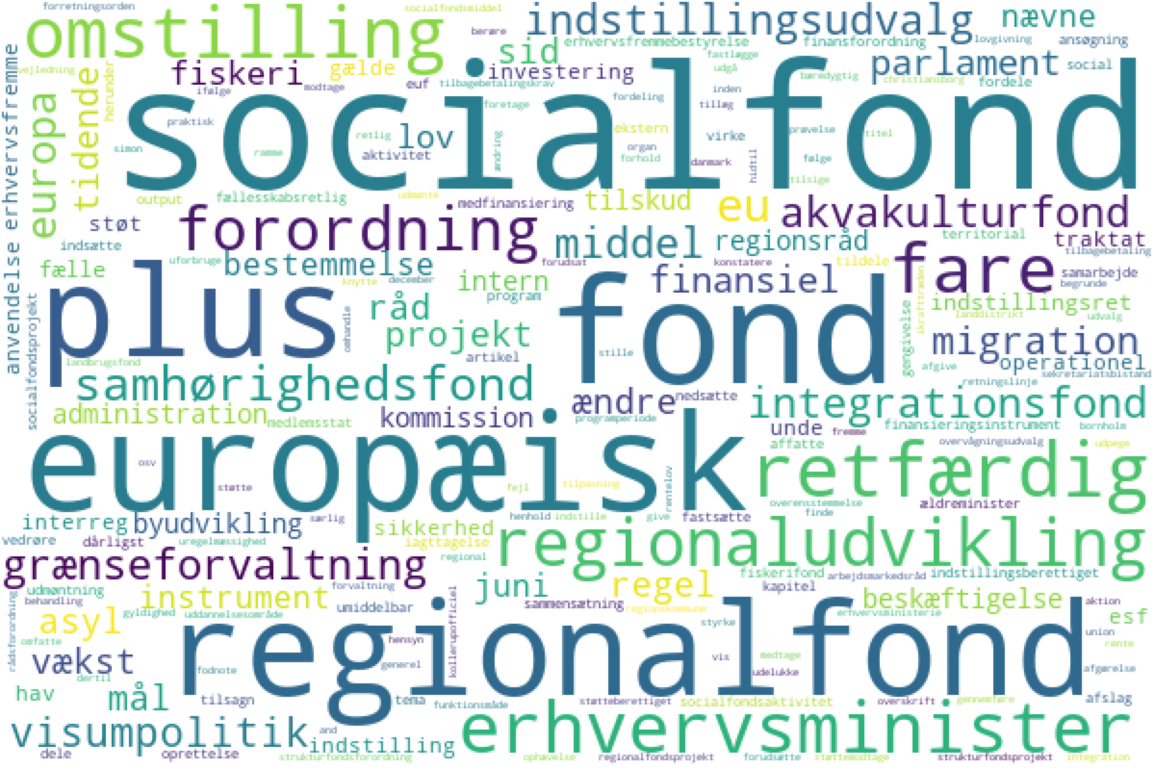 forretningsorden
socialfondsmiddel
omstilling
berøre
indstillingsudvalg
nævne
sid
erhvervsfremmebestyrelse
finansforordning
lovgivning
ansøgning
vejledning
tidende
herunder
fiskeri
gælde
investering
udgå
fastlægge
parlament
social
ifølge
modtage
euf
tilbagebetalingskrav
bæredygtig
christiansborg
fordele
anvendelse erhvervsfremme
europa
socialfond
praktisk
retlig
lov
foretage
fordeling
inden
tillæg
ekstern
virke
prøvelse
titel
simon
ramme
aktivitet
ændring
forhold
organ
danmark
hidtil
følge
tilsige
output
fællesskabsretlig
udmønte
medfinansiering
tilskud
eu
akvakulturfond
støt
forordning
middel
regionsråd
territorial
traktat
indsætte
tilbagebetaling
fælle
uforbruge
bestemmelse
forudsat
konstatere
tildele
fare
samarbejde
begrunde
knytte
december
intern
finansiel
ikrafttræden
plus
omhandle
råd
program
fond
gengivelse
indstillingsret
landdistrikt
udvalg
socialfondsprojekt
projekt
stille
migration
landbrugsfond
artikel
afgive
operationel
sekretariatsbistand
samhørighedsfond
ændre
nedsætte
retningslinje
integrationsfond
administration
medlemsstat
kommission
programperiode
unde
finansieringsinstrument
bornholm
fremme
affatte
overvågningsudvalg
udpege
europæisk
retfærdig
osv
støtte
fejl
tilpasning
rentelov
overensstemmelse
ældreminister
interreg
byudvikling
særlig
sikkerhed
henhold
indstille
give
fastsætte
finde
vedrøre
dårligst
uregelmæssighed
iagttagelse
regionaludvikling
grænseforvaltning
regional
juni
regel
fiskerifond
arbejdsmarkedsråd
indstillingsberettiget
udmøntning
behandling
gyldighed
instrument
forvaltning
umiddelbar
sammensætning
kapitel
beskæftigelse
aktion
rådsforordning
asyl
uddannelsesområde
kollerupofficiel
regionskommune
erhvervsministerie
esf
omfatte
hensyn
styrke
union
rente
vækst
dertil
fodnote
generel
regionalfond
vis
medtage
udelukke
afgørelse
hav
mål
tilsagn
tema
funktionsmåde
støtteberettiget
socialfondsaktivitet
overskrift
gennemføre
afslag
visumpolitik
indstilling
and
erhvervsminister
dele
oprettelse
strukturfondsforordning
ophævelse
regionalfondsprojekt
forudsætte
støttemodtage
strukturfondsprojekt
integration